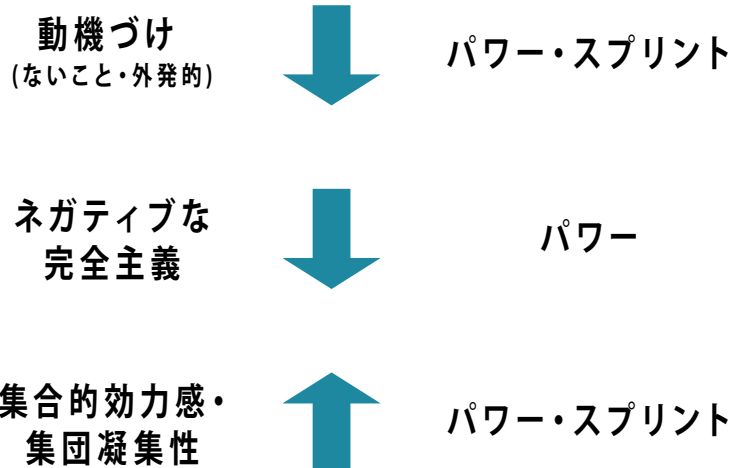 動機づけ
(ないこと・外発的)
パワー・スプリント
ネガティブな
完全主義
パワー
集合的効力感・
集団凝集性
パワー・スプリント